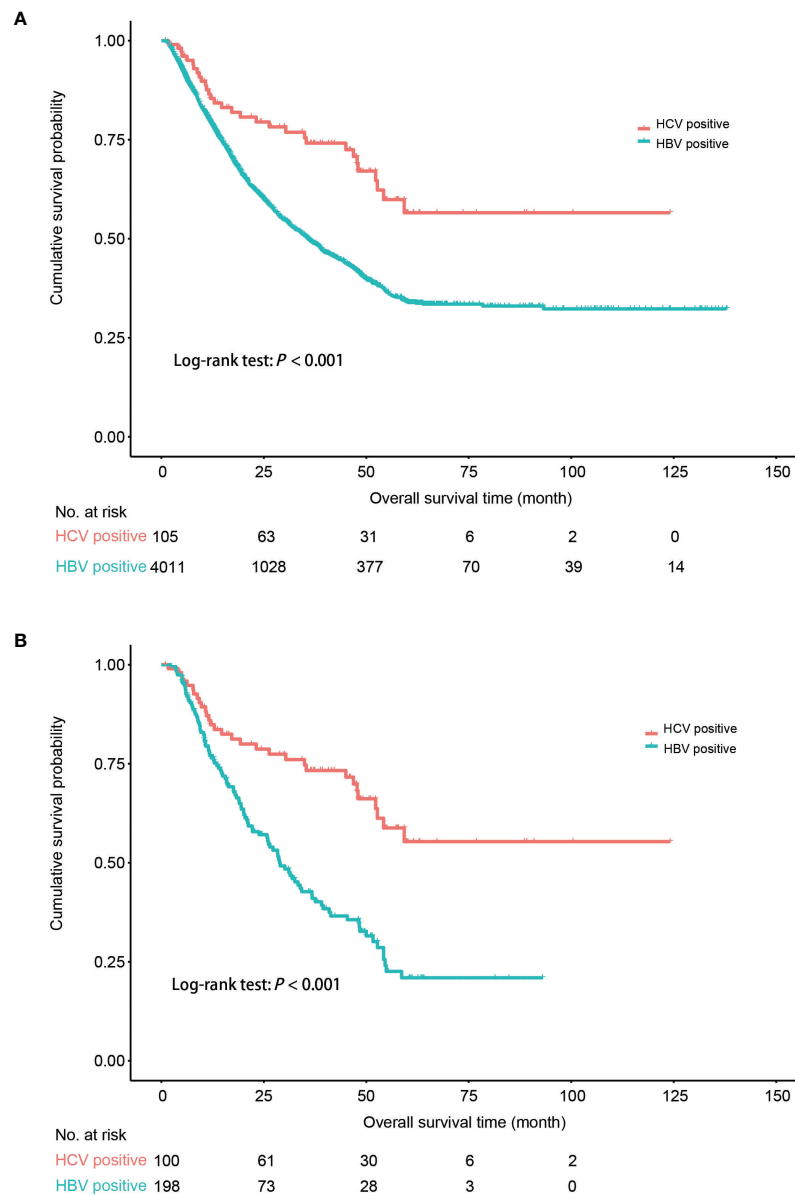 A
1.00
0.75
0.50
0.25
0.00
Cumulative survival probability
HCV positive
HBV positive
Log-rank test: P < 0.001
0 25 50 75 100 125 150
Overall survival time (month)
No. at risk
HCV positive 105 63 31 6 2 0
HBV positive 4011 1028 377 70 39 14
B
1.00
0.75
0.50
0.25
0.00
Cumulative survival probability
HCV positive
HBV positive
Log-rank test: P < 0.001
0 25 50 75 100 125 150
Overall survival time (month)
No. at risk
HCV positive 100 61 30 6 2
HBV positive 198 73 28 3 0